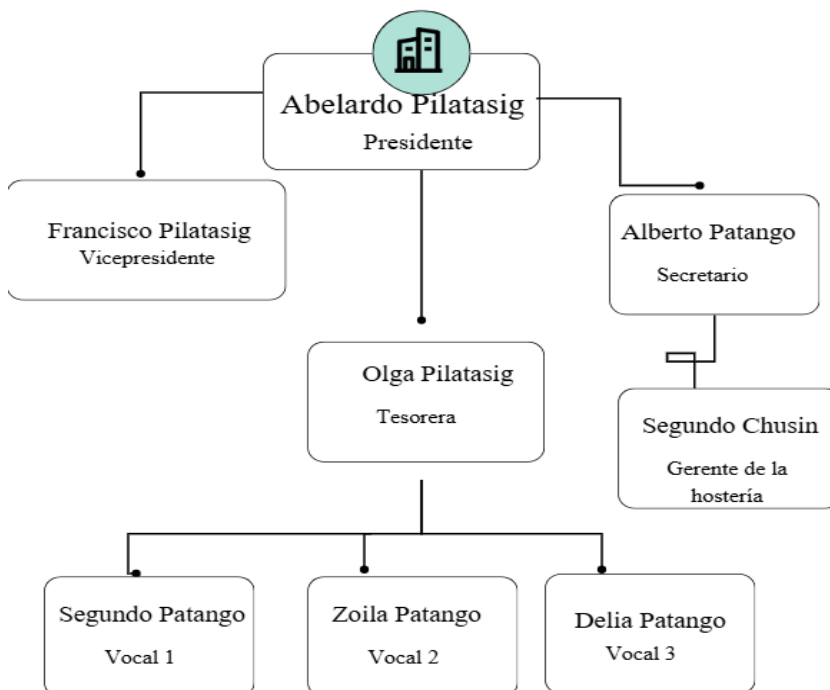 Abelardo Pilatasig
Presidente
Francisco Pilatasig
Vicepresidente
Alberto Patango
Secretario
Olga Pilatasig
Tesorera
Segundo Chusin
Gerente de la
hostería
Segundo Patango
Vocal 1
Zoila Patango
Vocal 2
Delia Patango
Vocal 3